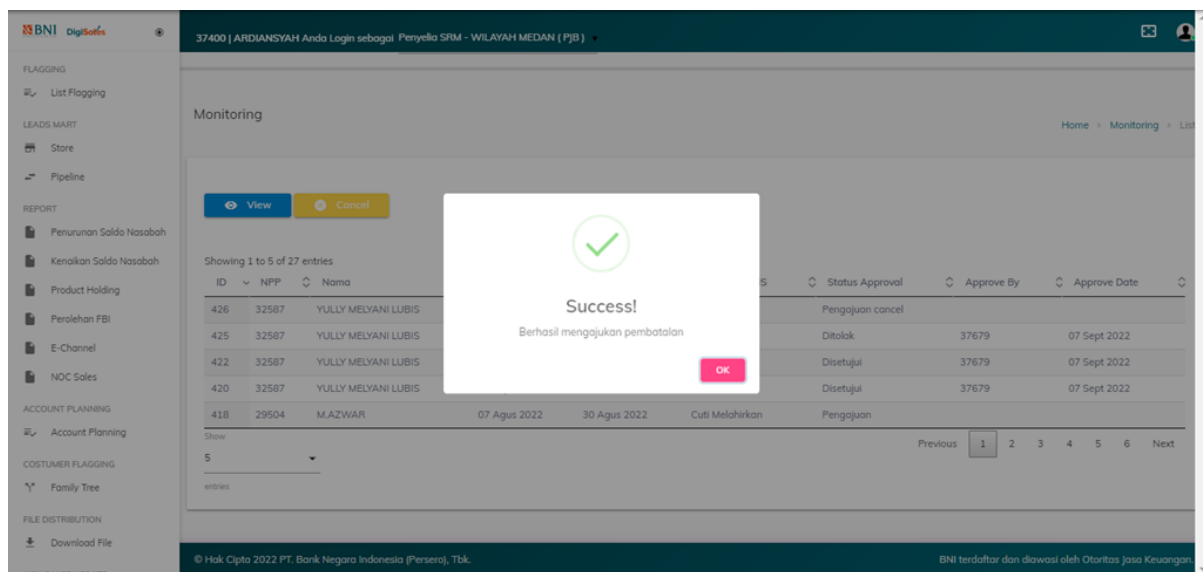 BNI DigiSales
37400 | ARDIANSYAH Anda Login sebagai Penyelia SRM - WILAYAH MEDAN ( PJB )
FLAGGING
List Flagging
LEADS MART
Store
Pipeline
REPORT
Penurunan Saldo Nasabah
Kenaikan Saldo Nasabah
Product Holding
Perolehan FBI
E-Channel
NOC Sales
ACCOUNT PLANNING
Account Planning
COSTUMER FLAGGING
Family Tree
FILE DISTRIBUTION
Download File
Monitoring
Home > Monitoring > List
View
Cancel
Showing 1 to 5 of 27 entries
ID NPP Nama S Status Approval Approve By Approve Date
426 32587 YULLY MELYANI LUBIS Pengajuan cancel
425 32587 YULLY MELYANI LUBIS Ditolak 37679 07 Sept 2022
422 32587 YULLY MELYANI LUBIS Disetujui 37679 07 Sept 2022
420 32587 YULLY MELYANI LUBIS Disetujui 37679 07 Sept 2022
418 29504 M.AZWAR 07 Agus 2022 30 Agus 2022 Cuti Melahirkan Pengajuan
Show
5
entries
Previous 1 2 3 4 5 6 Next
Success!
Berhasil mengajukan pembatalan
OK
© Hak Cipta 2022 PT. Bank Negara Indonesia (Persero), Tbk.
BNI terdaftar dan diawasi oleh Otoritas Jasa Keuangan.